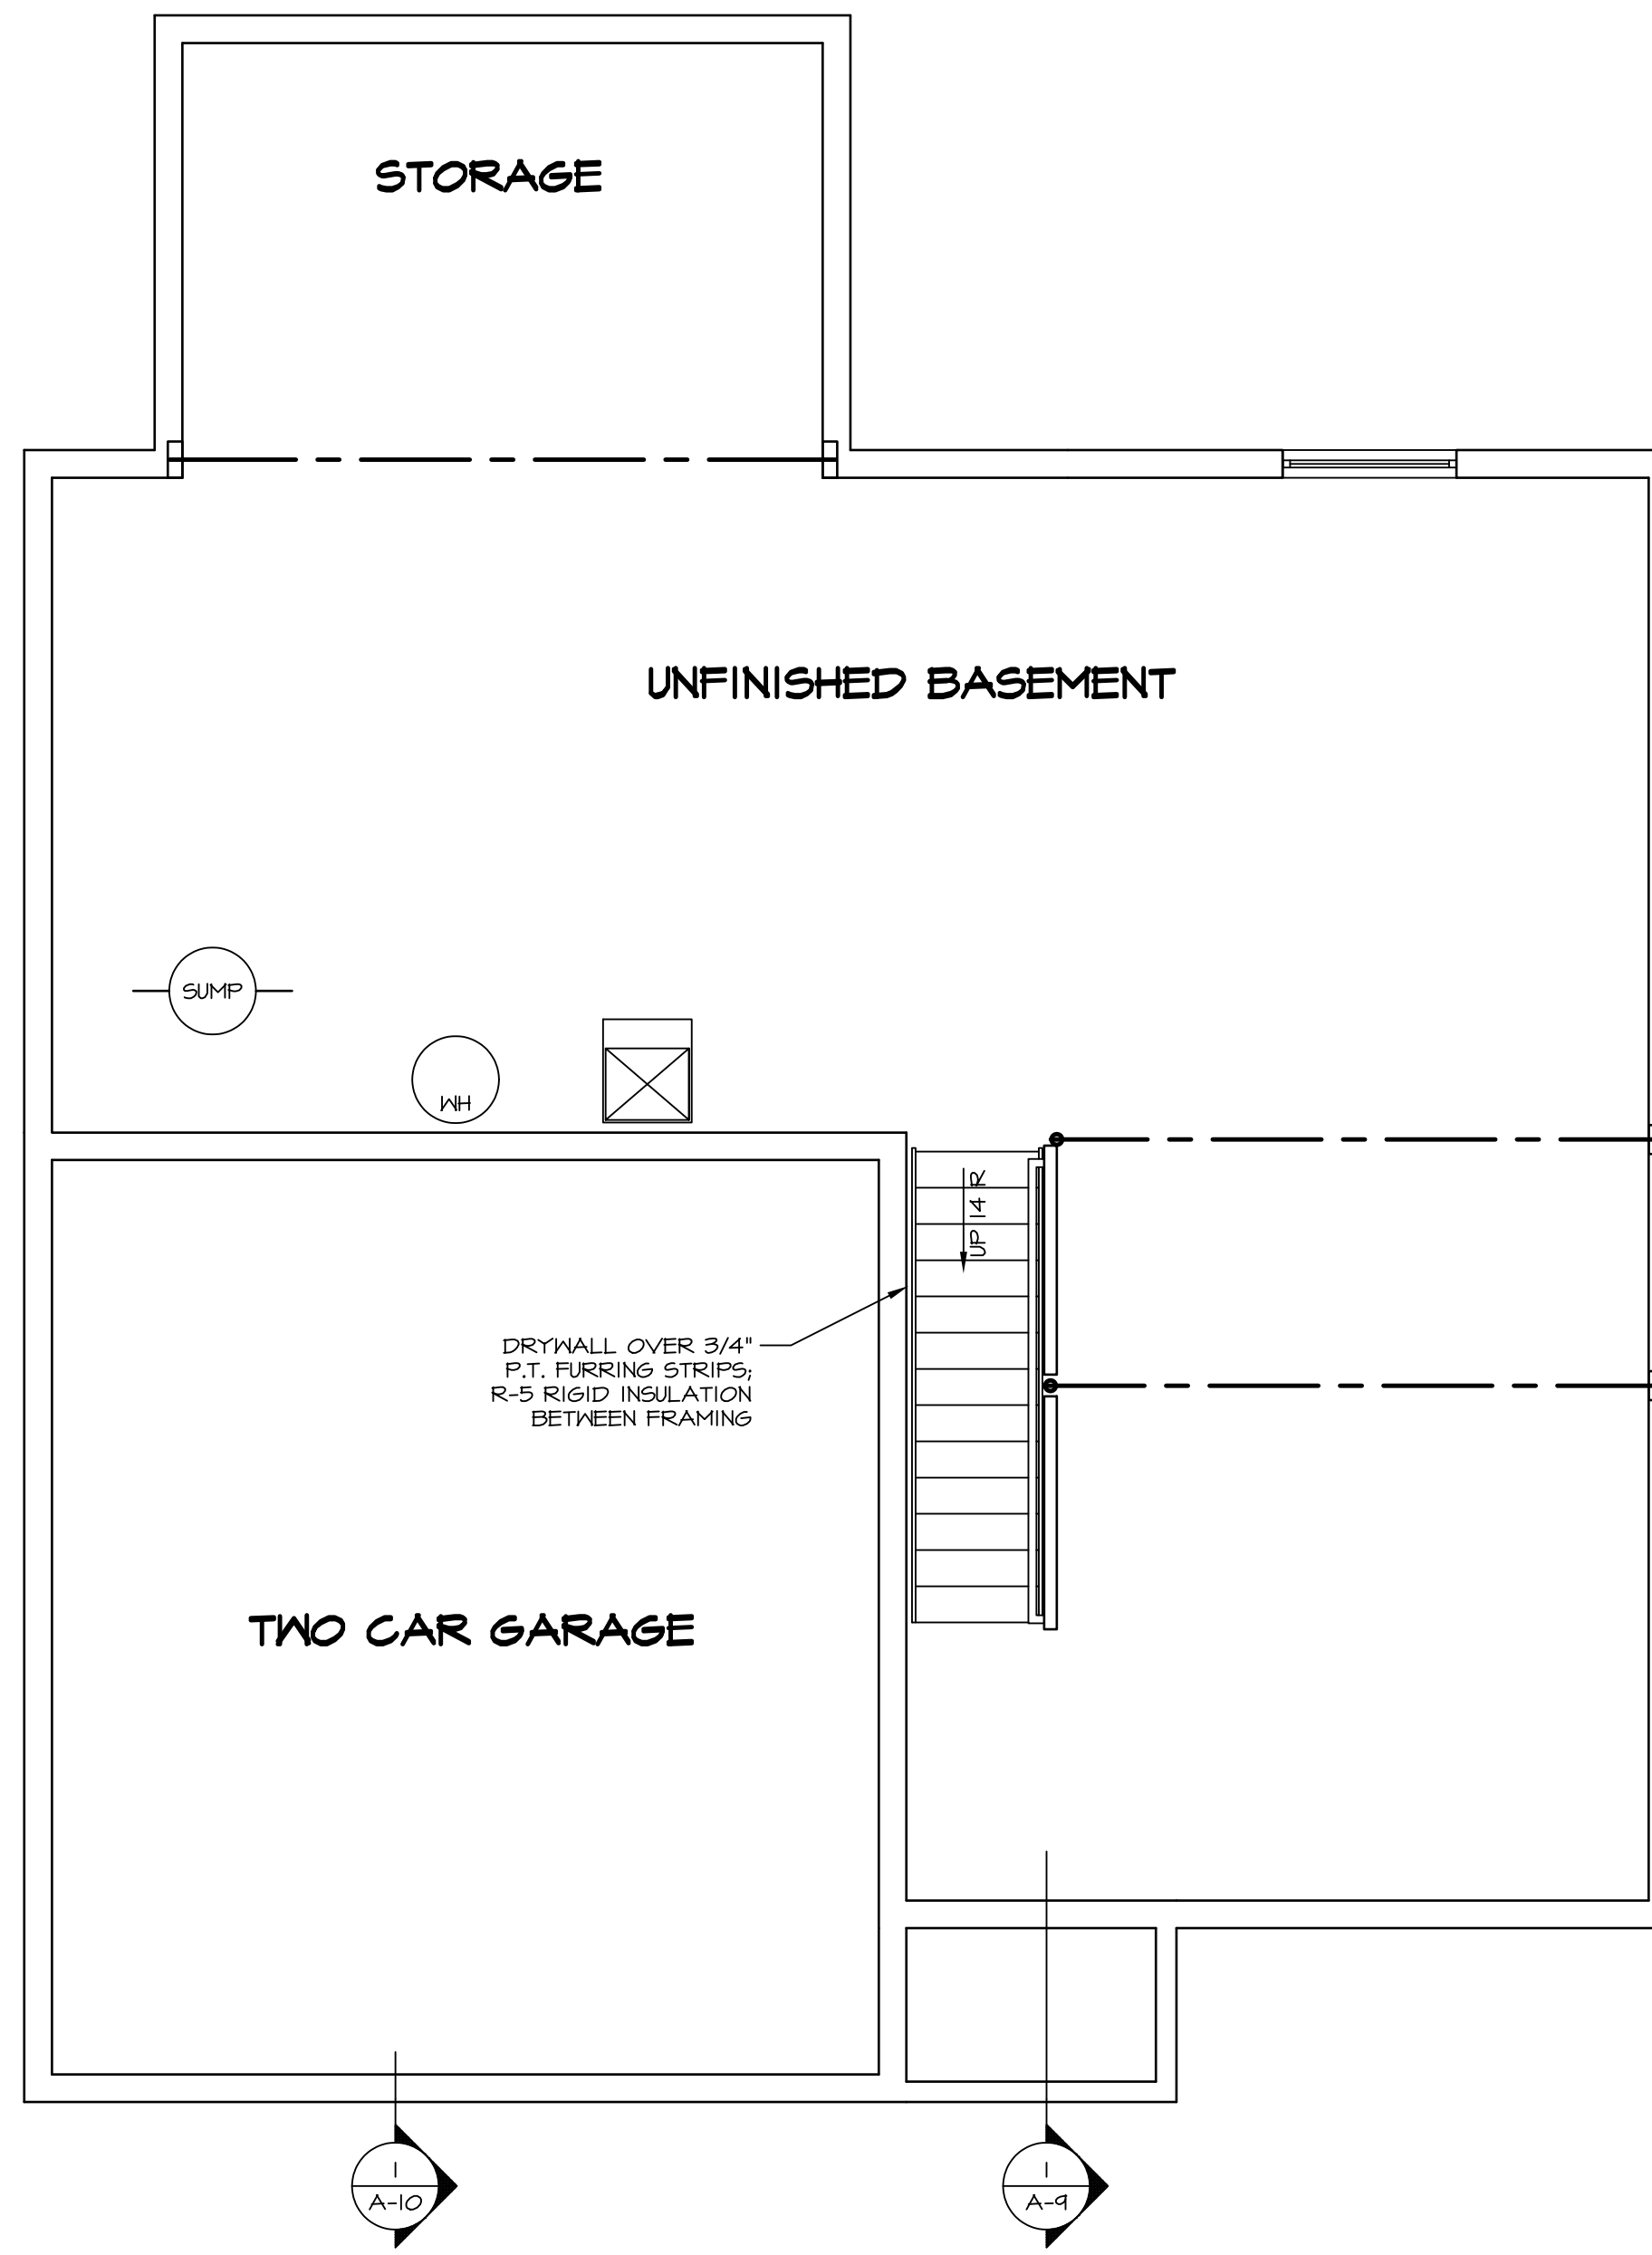 STORAGE
UNFINISHED BASEMENT
SUMP
WH
UP 14 R
DRYWALL OVER 3/4"
P.T. FURRING STRIPS;
R-5 RIGID INSULATION
BETWEEN FRAMING
TWO CAR GARAGE
1
A-10
1
A-9